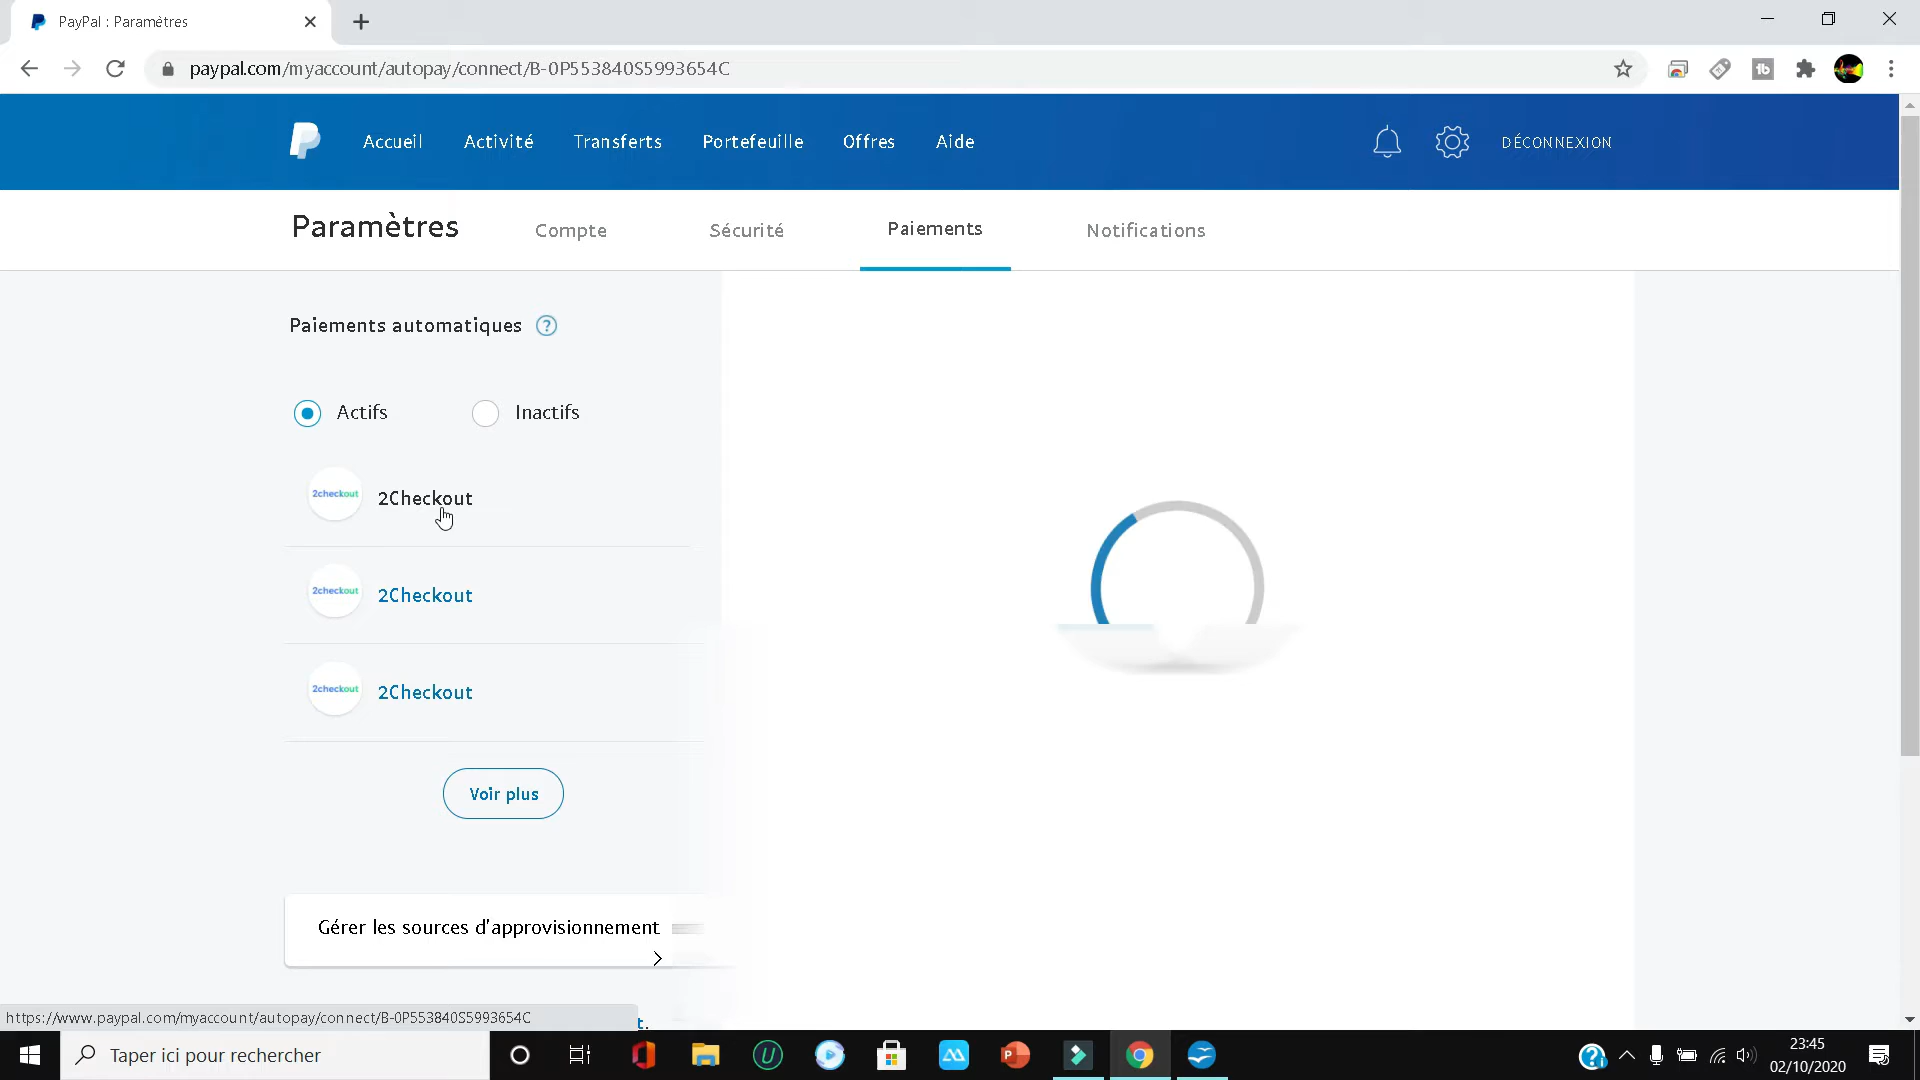 PayPal : Paramètres
paypal.com/myaccount/autopay/connect/B-0P553840S5993654C
Accueil Activité Transferts Portefeuille Offres Aide DÉCONNEXION
Paramètres Compte Sécurité Paiements Notifications
Paiements automatiques ?
Actifs Inactifs
2checkout 2Checkout
2checkout 2Checkout
2checkout 2Checkout
Voir plus
Gérer les sources d'approvisionnement
https://www.paypal.com/myaccount/autopay/connect/B-0P553840S5993654C
t.
Taper ici pour rechercher
23:45
02/10/2020